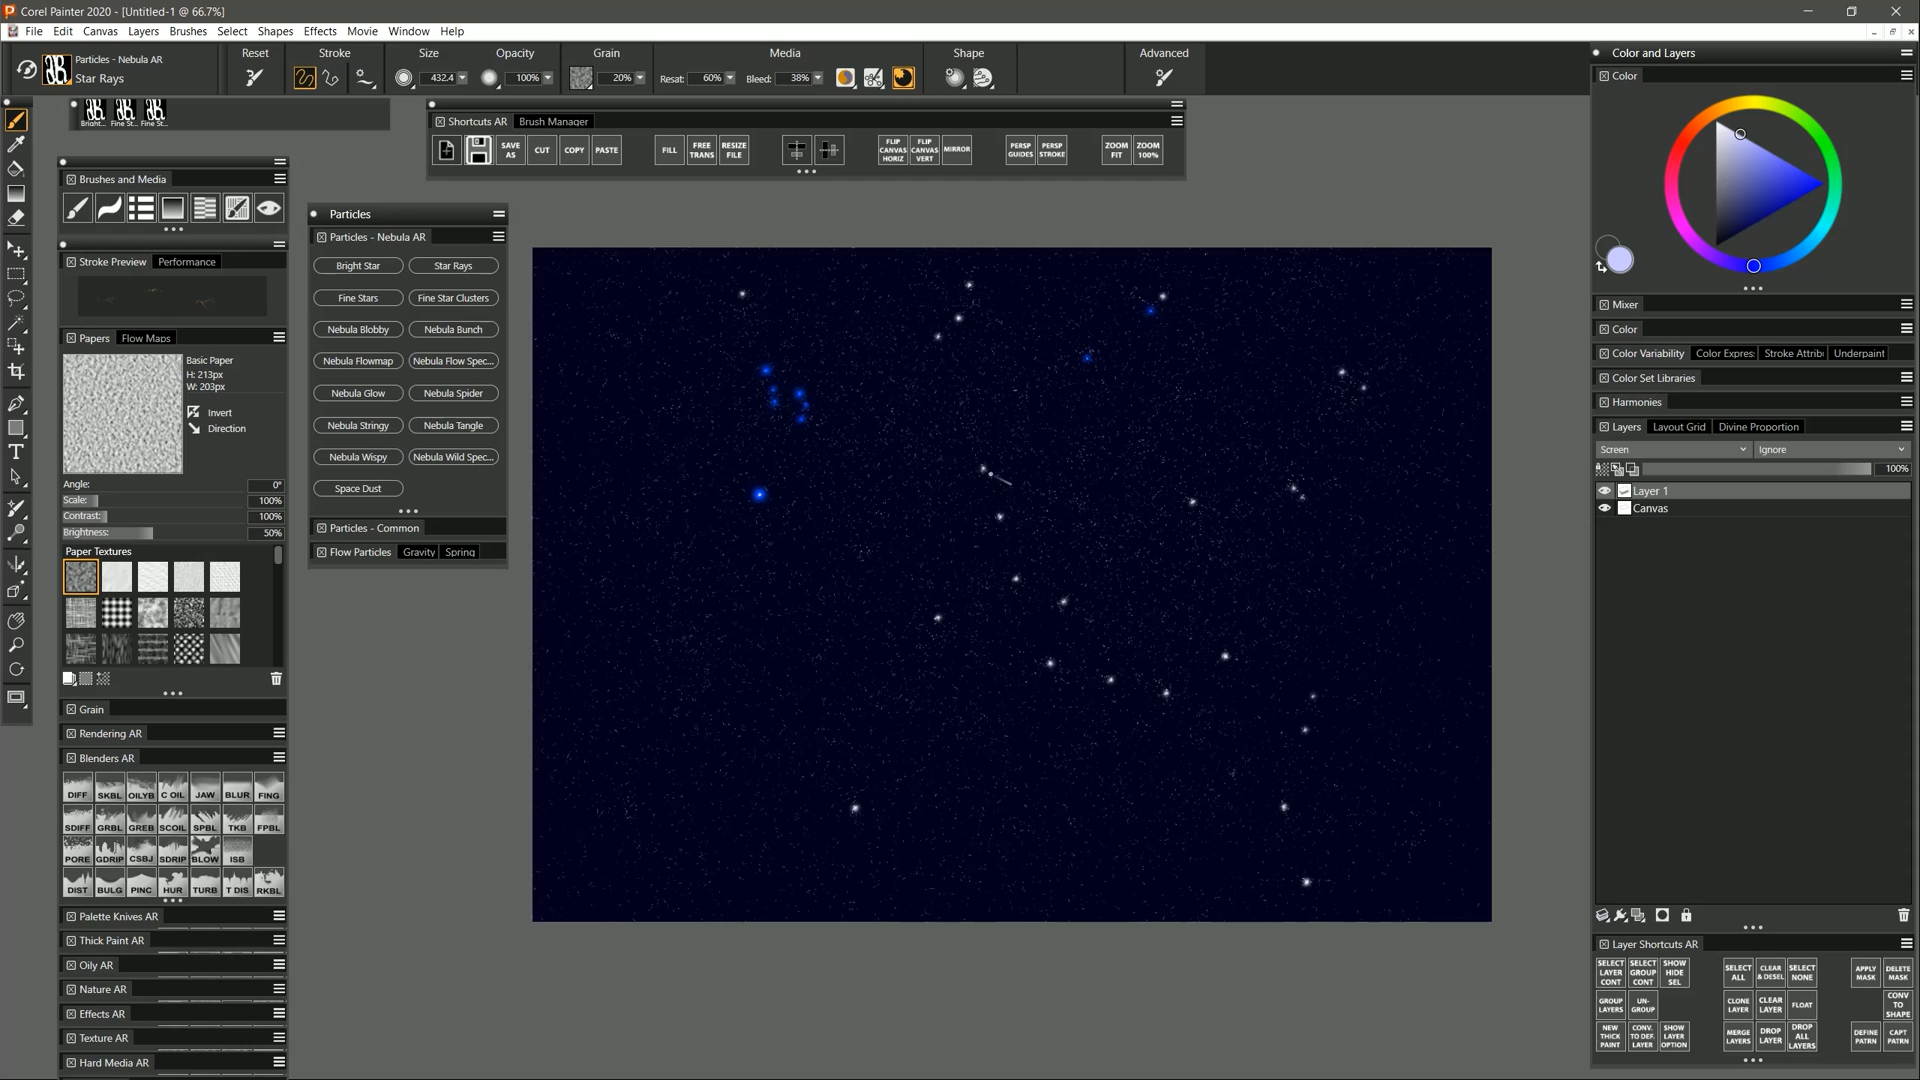 Corel Painter 2020 - [Untitled-1 @ 66.7%]
File Edit Canvas Layers Brushes Select Shapes Effects Movie Window Help
Particles - Nebula AR
Star Rays
Reset Stroke Size Opacity Grain Media Shape Advanced
432.4 100% 20% Resat: 60% Bleed: 38%
Bright... Fine St... Fine St...
Shortcuts AR Brush Manager
SAVE AS CUT COPY PASTE FILL FREE TRANS RESIZE FILE FLIP CANVAS HORIZ FLIP CANVAS VERT MIRROR PERSP GUIDES PERSP STROKE ZOOM FIT ZOOM 100%
Brushes and Media
Stroke Preview Performance
Papers Flow Maps
Basic Paper
H: 213px
W: 203px
Invert
Direction
Angle: 0°
Scale: 100%
Contrast: 100%
Brightness: 50%
Paper Textures
Grain
Rendering AR
Blenders AR
DIFF SKBL OILYB C OIL JAW BLUR FING
SDIFF GRBL GREB SCOIL SPBL TKB FPBL
PORE GDRIP CSBJ SDRIP BLOW ISB
DIST BULG PINC HUR TURB T DIS RKBL
Palette Knives AR
Thick Paint AR
Oily AR
Nature AR
Effects AR
Texture AR
Hard Media AR
Particles
Particles - Nebula AR
Bright Star Star Rays
Fine Stars Fine Star Clusters
Nebula Blobby Nebula Bunch
Nebula Flowmap Nebula Flow Spec...
Nebula Glow Nebula Spider
Nebula Stringy Nebula Tangle
Nebula Wispy Nebula Wild Spec...
Space Dust
Particles - Common
Flow Particles Gravity Spring
Color and Layers
Color
Mixer
Color
Color Variability Color Expres: Stroke Attrib Underpaint
Color Set Libraries
Harmonies
Layers Layout Grid Divine Proportion
Screen Ignore
100%
Layer 1
Canvas
Layer Shortcuts AR
SELECT LAYER CONT SELECT GROUP CONT SHOW HIDE SEL SELECT ALL CLEAR & DESEL SELECT NONE APPLY MASK DELETE MASK
GROUP LAYERS UN-GROUP CLONE LAYER CLEAR LAYER FLOAT CONV TO SHAPE
NEW THICK PAINT CONV. TO DEF. LAYER SHOW LAYER OPTION MERGE LAYERS DROP LAYER DROP ALL LAYERS DEFINE PATRN CAPT PATRN